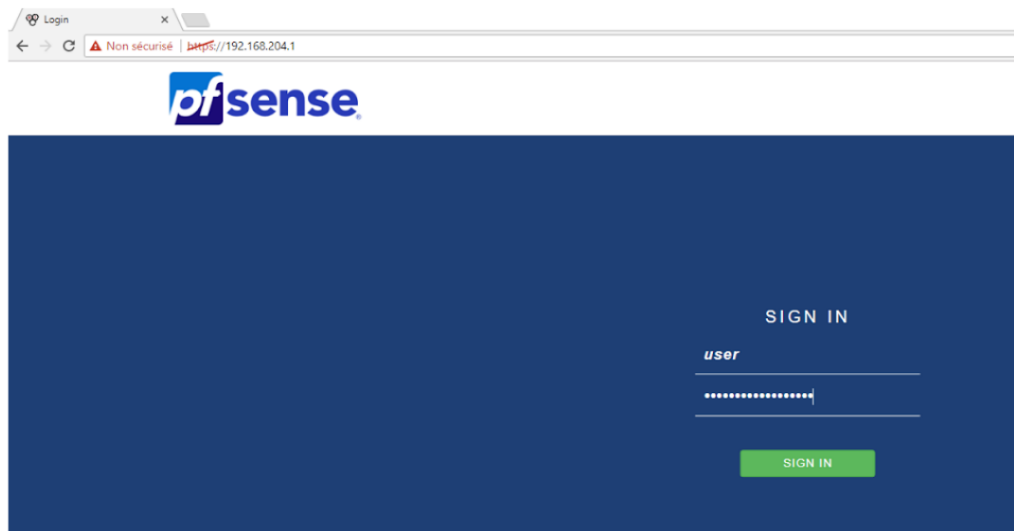 Login
Non sécurisé | https://192.168.204.1
pfsense
SIGN IN
user
••••••••••••••••••
SIGN IN